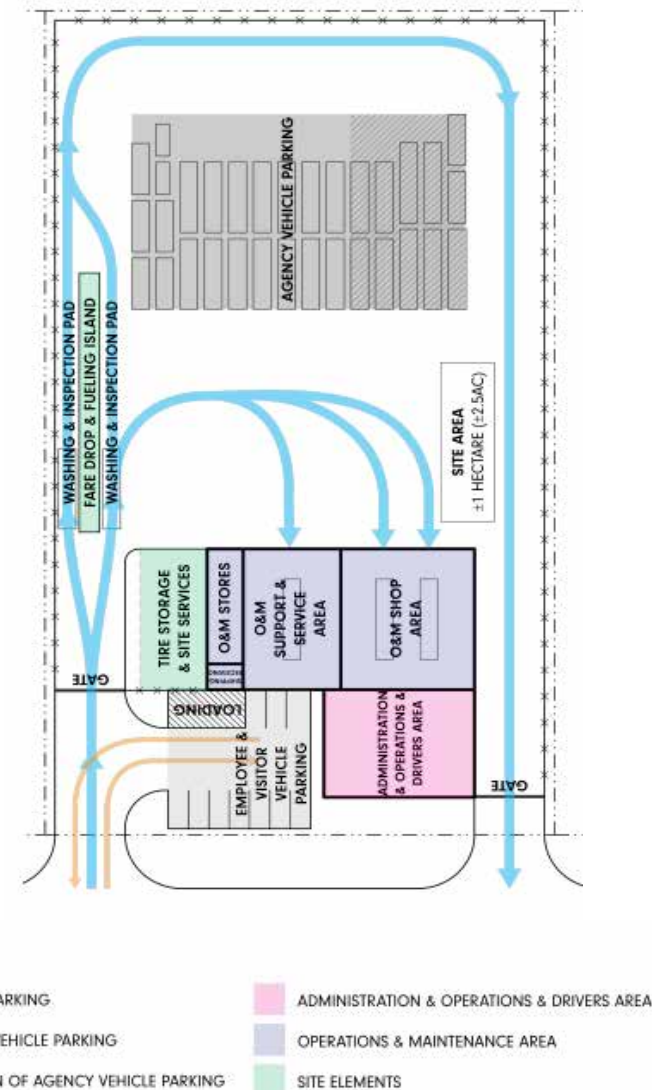 AGENCY VEHICLE PARKING
WASHING & INSPECTION PAD
FARE DROP & FUELING ISLAND
WASHING & INSPECTION PAD
SITE AREA
±1 HECTARE (±2.5AC)
TIRE STORAGE
& SITE SERVICES
O&M STORES
SHIPPING
RECEIVING
O&M
SUPPORT &
SERVICE
AREA
O&M SHOP
AREA
GATE
LOADING
EMPLOYEE &
VISITOR
VEHICLE
PARKING
ADMINISTRATION
& OPERATIONS &
DRIVERS AREA
GATE
ARKING
EHICLE PARKING
N OF AGENCY VEHICLE PARKING
ADMINISTRATION & OPERATIONS & DRIVERS AREA
OPERATIONS & MAINTENANCE AREA
SITE ELEMENTS